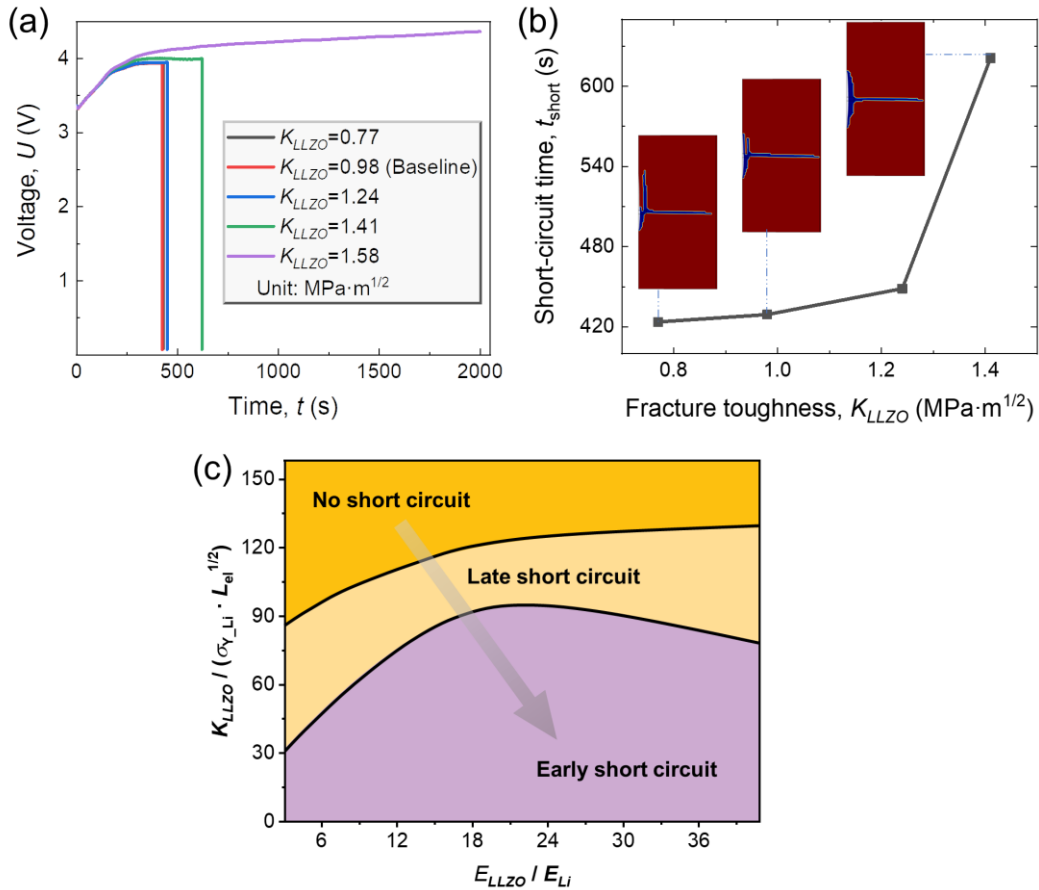 (a)
Voltage, U (V)
5
4
3
2
1
K_LLZO=0.77
K_LLZO=0.98 (Baseline)
K_LLZO=1.24
K_LLZO=1.41
K_LLZO=1.58
Unit: MPa·m^1/2
0 500 1000 1500 2000
Time, t (s)
(b)
Short-circuit time, t_short (s)
600
540
480
420
0.8 1.0 1.2 1.4
Fracture toughness, K_LLZO (MPa·m^1/2)
(c)
K_LLZO / (σ_Y_Li · L_el^1/2)
150
120
90
60
30
0
No short circuit
Late short circuit
Early short circuit
6 12 18 24 30 36
E_LLZO / E_Li